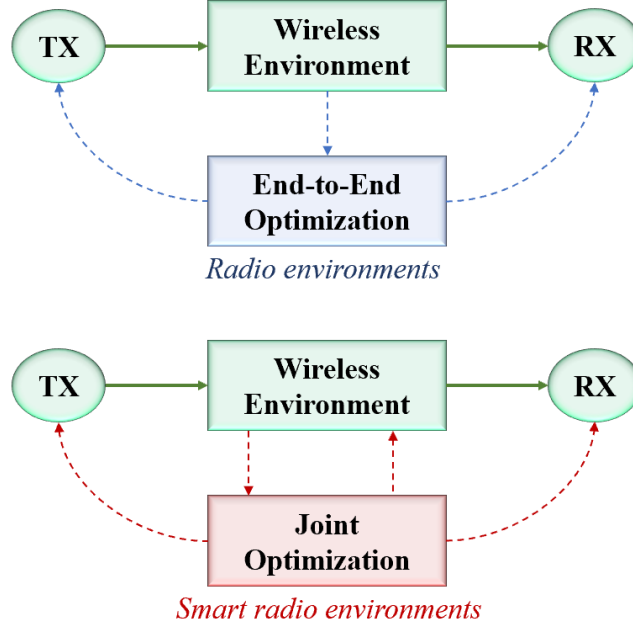 TX
Wireless
Environment
RX
End-to-End
Optimization
Radio environments
TX
Wireless
Environment
RX
Joint
Optimization
Smart radio environments